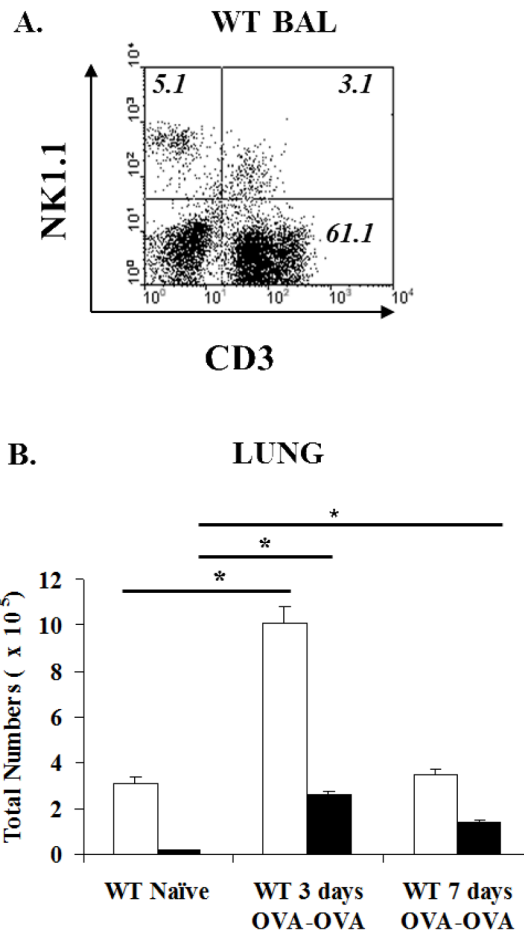 A. WT BAL
10⁴
5.1 3.1
10³
NK1.1
10²
10¹
61.1
10⁰
10⁰ 10¹ 10² 10³ 10⁴
CD3
B. LUNG
*
*
*
12
10
8
6
4
2
0
Total Numbers ( x 10⁵)
WT Naïve WT 3 days WT 7 days
OVA-OVA OVA-OVA